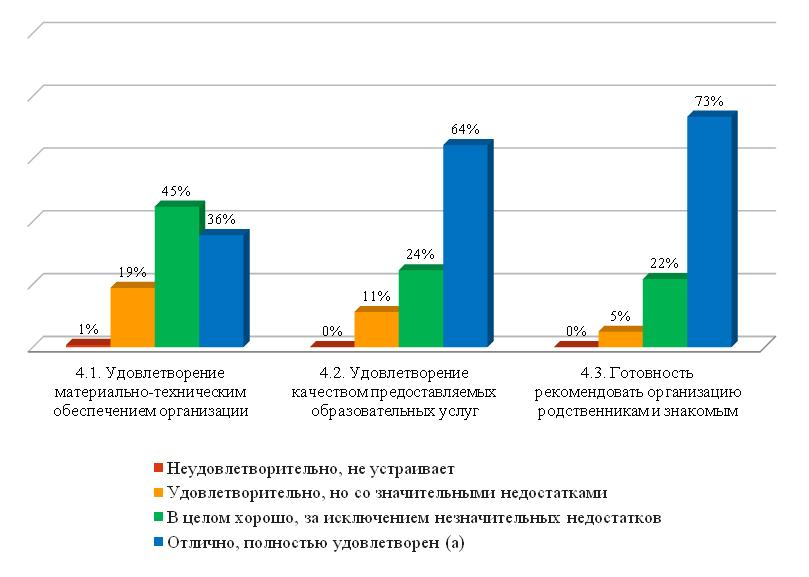 73%
64%
45%
36%
24%
22%
19%
11%
5%
1%
0%
0%
4.1. Удовлетворение
материально-техническим
обеспечением организации
4.2. Удовлетворение
качеством предоставляемых
образовательных услуг
4.3. Готовность
рекомендовать организацию
родственникам и знакомым
Неудовлетворительно, не устраивает
Удовлетворительно, но со значительными недостатками
В целом хорошо, за исключением незначительных недостатков
Отлично, полностью удовлетворен (а)